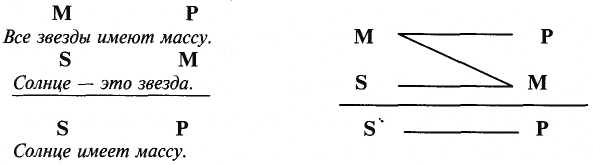 M P
Все звезды имеют массу.
S M
Солнце — это звезда.
S P
Солнце имеет массу.
M P
S M
S P